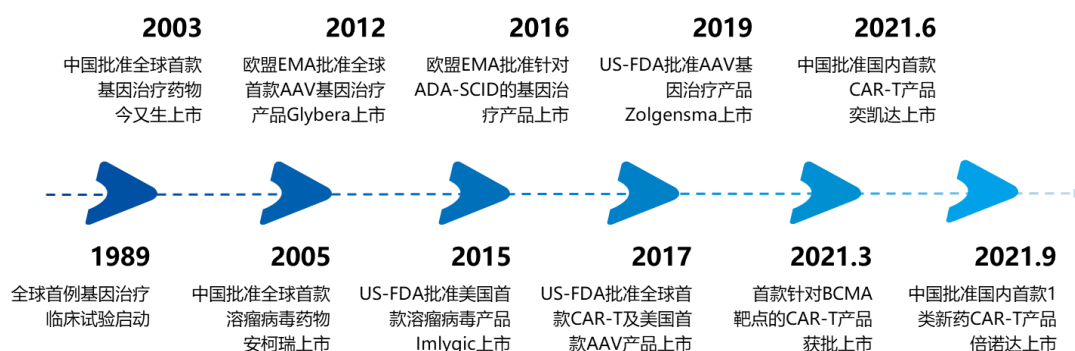 2003
中国批准全球首款
基因治疗药物
今又生上市
2012
欧盟EMA批准全球
首款AAV基因治疗
产品Glybera上市
2016
欧盟EMA批准针对
ADA-SCID的基因治
疗产品上市
2019
US-FDA批准AAV基
因治疗产品
Zolgensma上市
2021.6
中国批准国内首款
CAR-T产品
奕凯达上市
1989
全球首例基因治疗
临床试验启动
2005
中国批准全球首款
溶瘤病毒药物
安柯瑞上市
2015
US-FDA批准美国首
款溶瘤病毒产品
Imlygic上市
2017
US-FDA批准全球首
款CAR-T及美国首
款AAV产品上市
2021.3
首款针对BCMA
靶点的CAR-T产品
获批上市
2021.9
中国批准国内首款1
类新药CAR-T产品
倍诺达上市